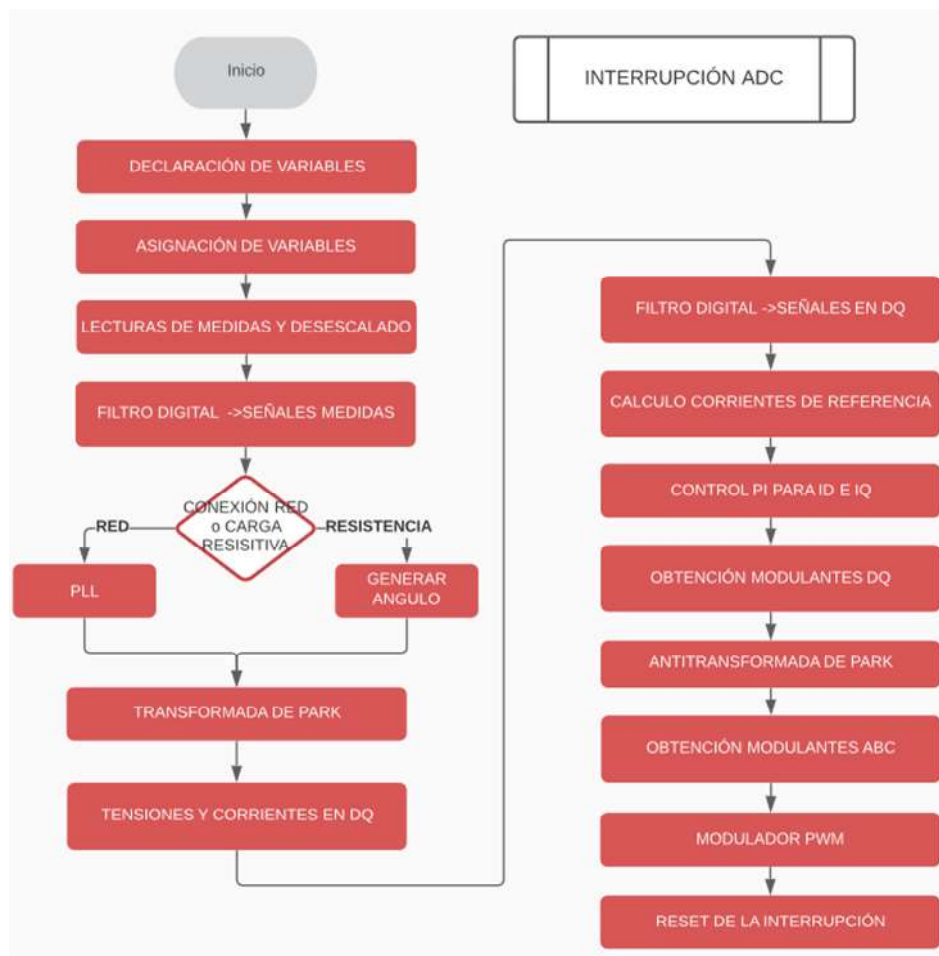 Inicio
INTERRUPCIÓN ADC
DECLARACIÓN DE VARIABLES
ASIGNACIÓN DE VARIABLES
LECTURAS DE MEDIDAS Y DESESCALADO
FILTRO DIGITAL ->SEÑALES MEDIDAS
CONEXIÓN RED
o CARGA
RESISITIVA
RED
RESISTENCIA
PLL
GENERAR
ANGULO
TRANSFORMADA DE PARK
TENSIONES Y CORRIENTES EN DQ
FILTRO DIGITAL ->SEÑALES EN DQ
CALCULO CORRIENTES DE REFERENCIA
CONTROL PI PARA ID E IQ
OBTENCIÓN MODULANTES DQ
ANTITRANSFORMADA DE PARK
OBTENCIÓN MODULANTES ABC
MODULADOR PWM
RESET DE LA INTERRUPCIÓN